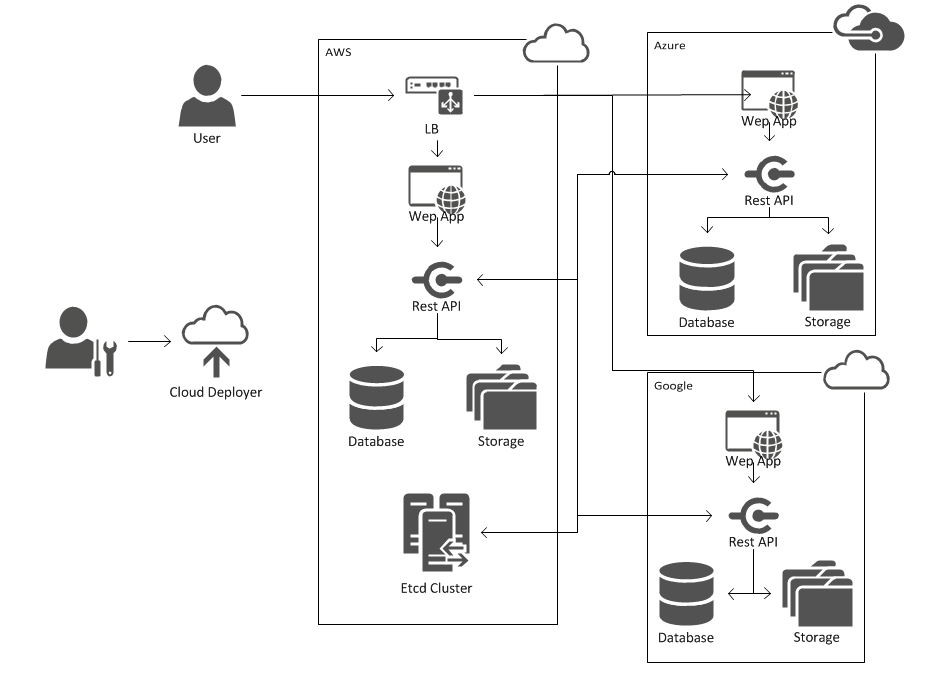 AWS
Azure
User
LB
Wep App
Rest API
Database
Storage
Etcd Cluster
Cloud Deployer
Wep App
Rest API
Database
Storage
Google
Wep App
Rest API
Database
Storage